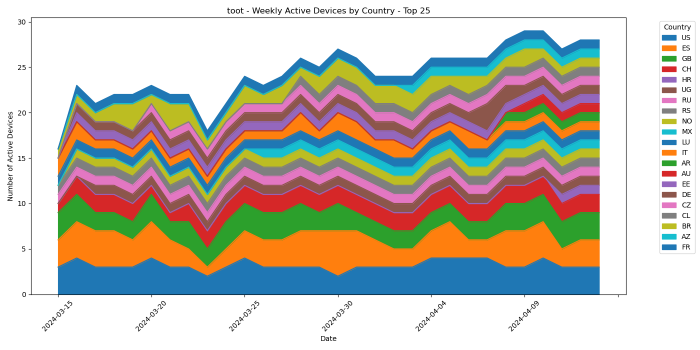 toot - Weekly Active Devices by Country - Top 25
30
25
20
15
10
5
0
Number of Active Devices
2024-03-15
2024-03-20
2024-03-25
2024-03-30
2024-04-04
2024-04-09
Date
Country
US
ES
GB
CH
HR
UG
RU
RS
NO
MX
LU
IT
AR
AU
EE
DE
CZ
CL
BR
AZ
FR